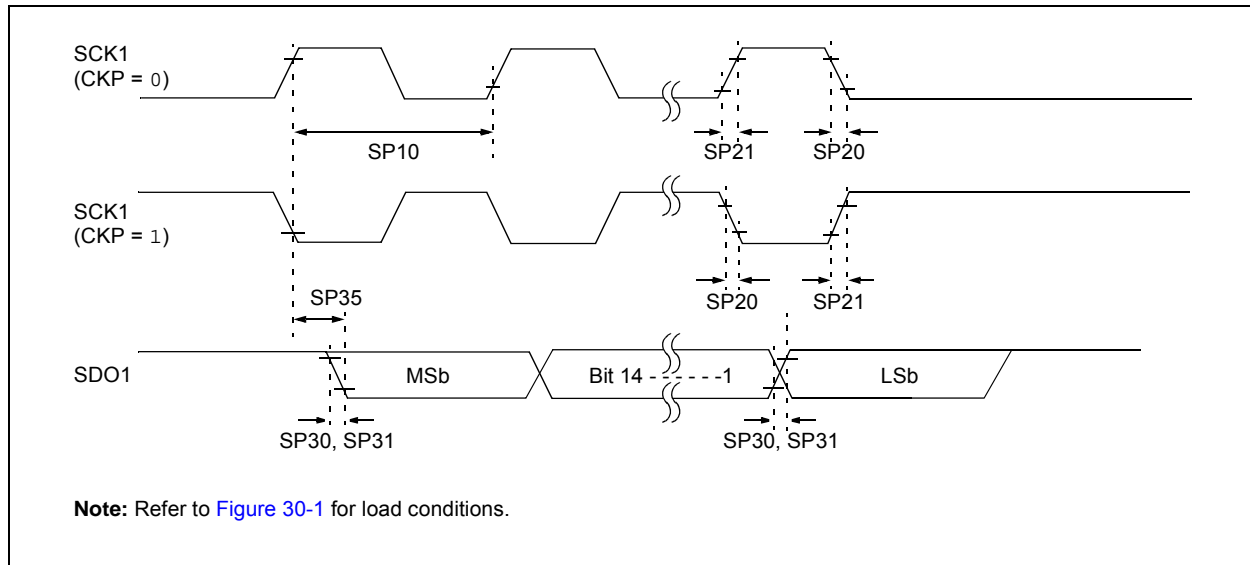 SCK1
(CKP = 0)
SP10
SP21
SP20
SCK1
(CKP = 1)
SP20
SP21
SP35
SDO1
MSb
Bit 14 - - - - - - -1
LSb
SP30, SP31
SP30, SP31
Note: Refer to Figure 30-1 for load conditions.